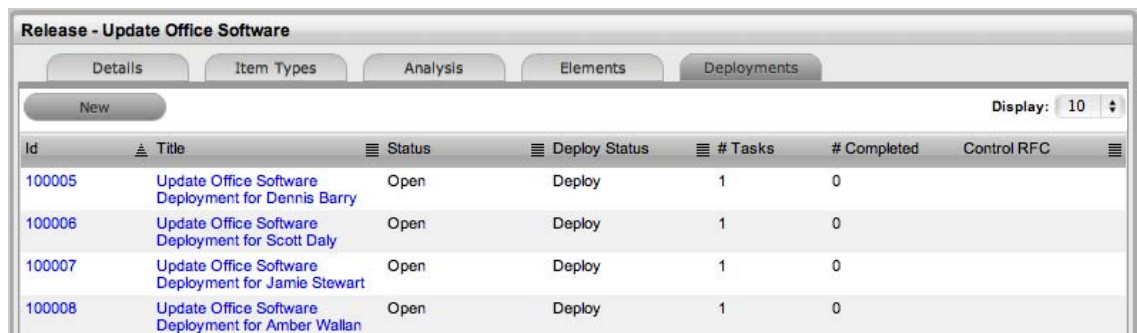 Release - Update Office Software
Details Item Types Analysis Elements Deployments
New Display: 10
Id Title Status Deploy Status # Tasks # Completed Control RFC
100005 Update Office Software Open Deploy 1 0
Deployment for Dennis Barry
100006 Update Office Software Open Deploy 1 0
Deployment for Scott Daly
100007 Update Office Software Open Deploy 1 0
Deployment for Jamie Stewart
100008 Update Office Software Open Deploy 1 0
Deployment for Amber Wallan